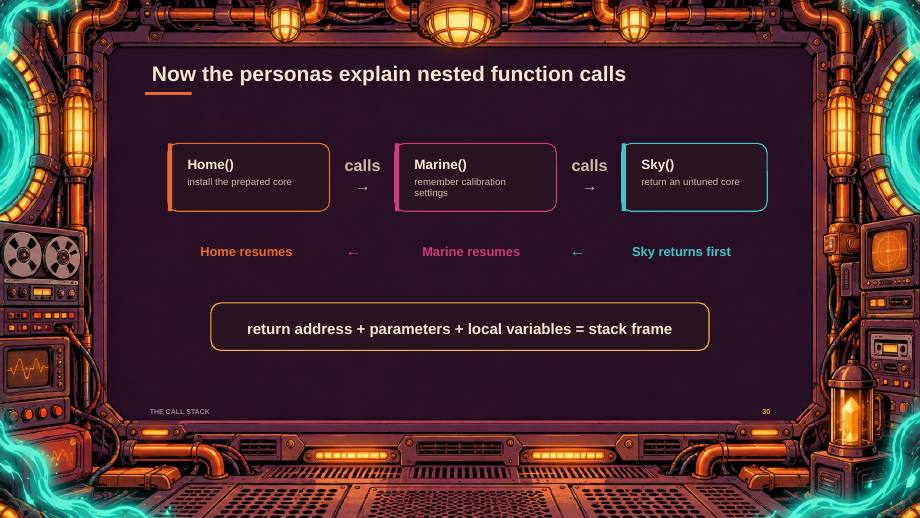 Now the personas explain nested function calls
Home()
install the prepared core
calls
→
Marine()
remember calibration
settings
calls
→
Sky()
return an untuned core
Home resumes
←
Marine resumes
←
Sky returns first
return address + parameters + local variables = stack frame
THE CALL STACK
30